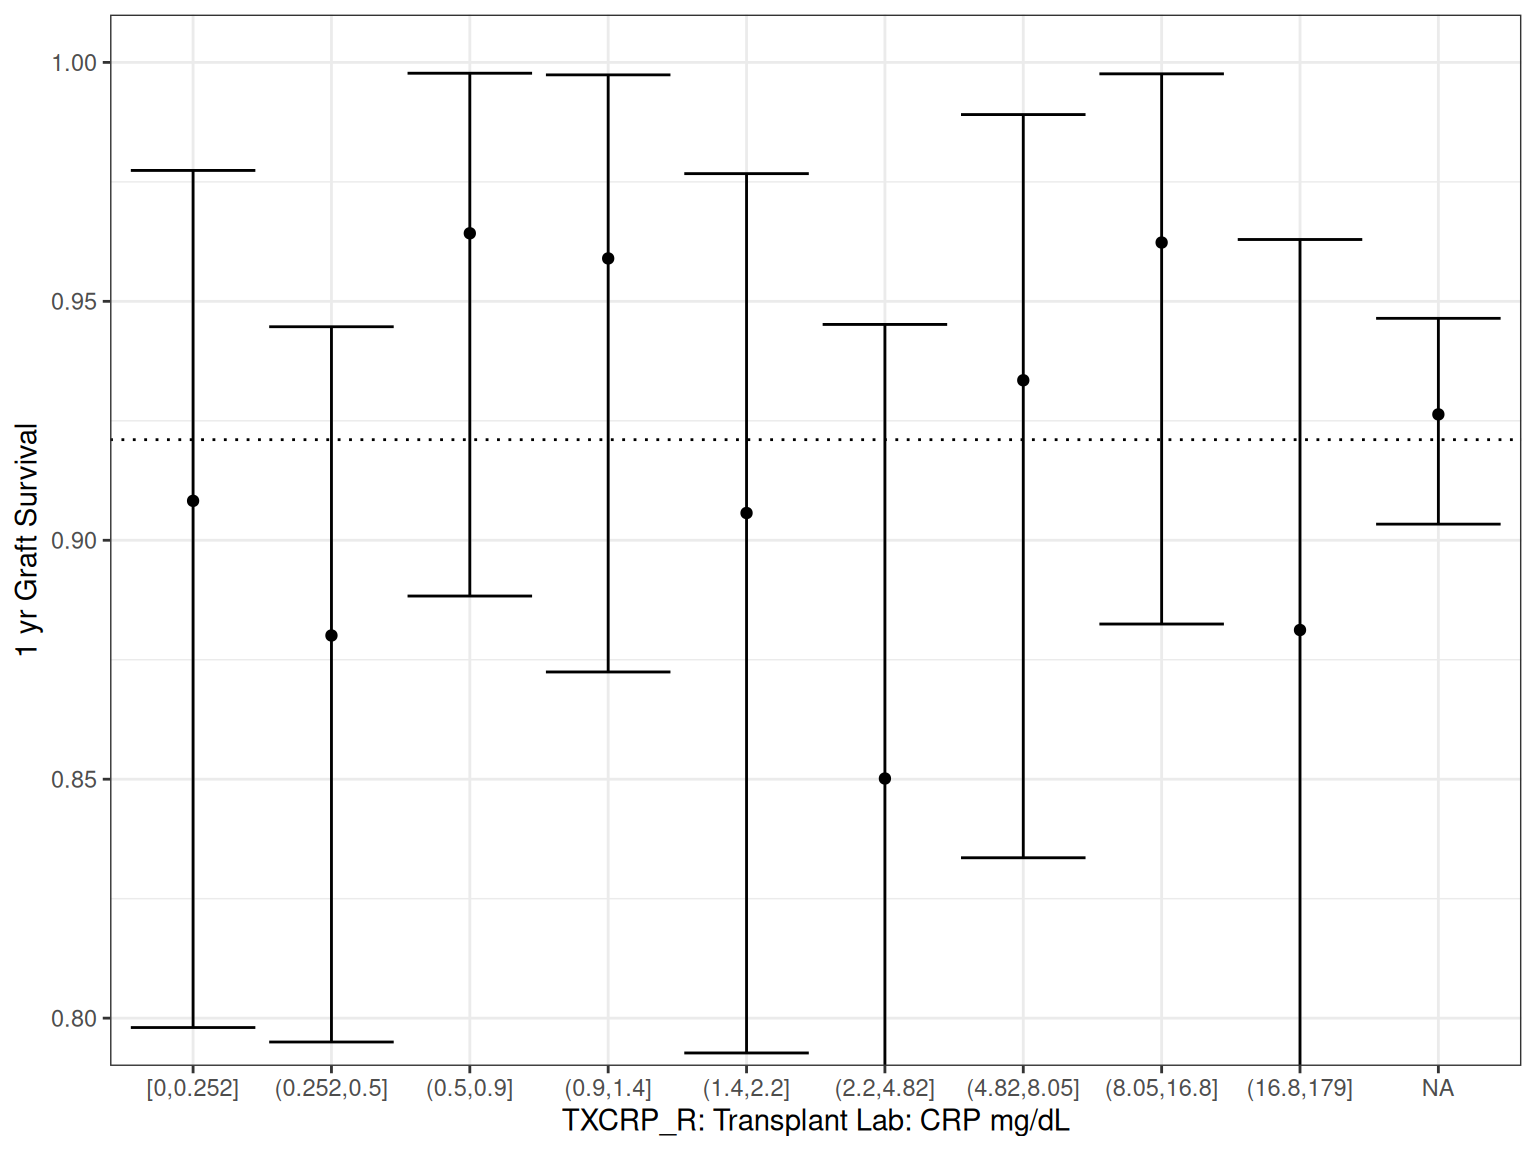 1 yr Graft Survival
1.00
0.95
0.90
0.85
0.80
[0,0.252] (0.252,0.5] (0.5,0.9] (0.9,1.4] (1.4,2.2] (2.2,4.82] (4.82,8.05] (8.05,16.8] (16.8,179] NA
TXCRP_R: Transplant Lab: CRP mg/dL